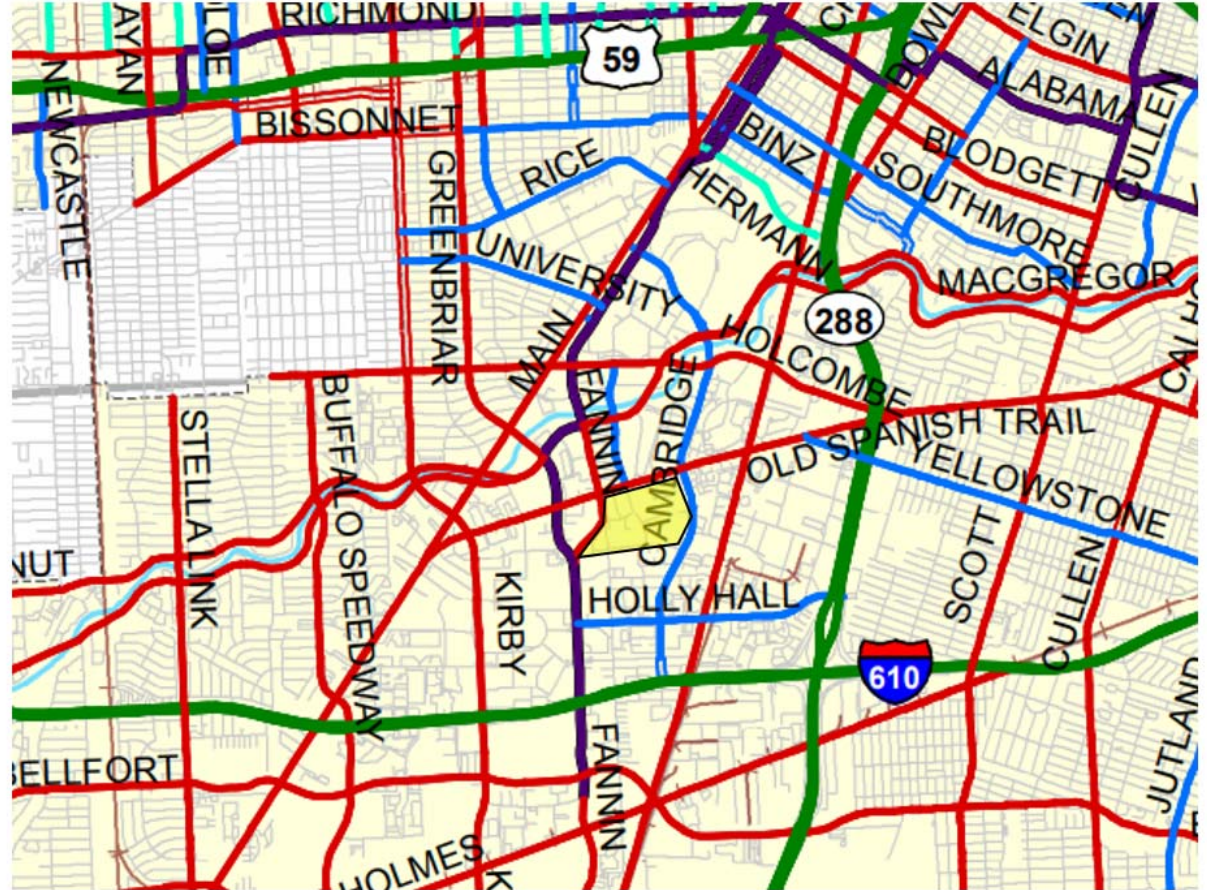 RICHMOND
ELGIN
59
ALABAMA
NEWCASTLE
BISSONNET
BINZ
BLODGETT
CULLEN
RICE
SOUTHMORE
GREENBRIAR
HERMANN
UNIVERSITY
MACGREGOR
288
MAIN
HOLCOMBE
FANNIN
CAMBRIDGE
BUFFALO SPEEDWAY
STELLA LINK
OLD SPANISH TRAIL
YELLOWSTONE
NUT
KIRBY
HOLLY HALL
SCOTT
CULLEN
610
FANNIN
JUTLAND
BELLFORT
HOLMES
K